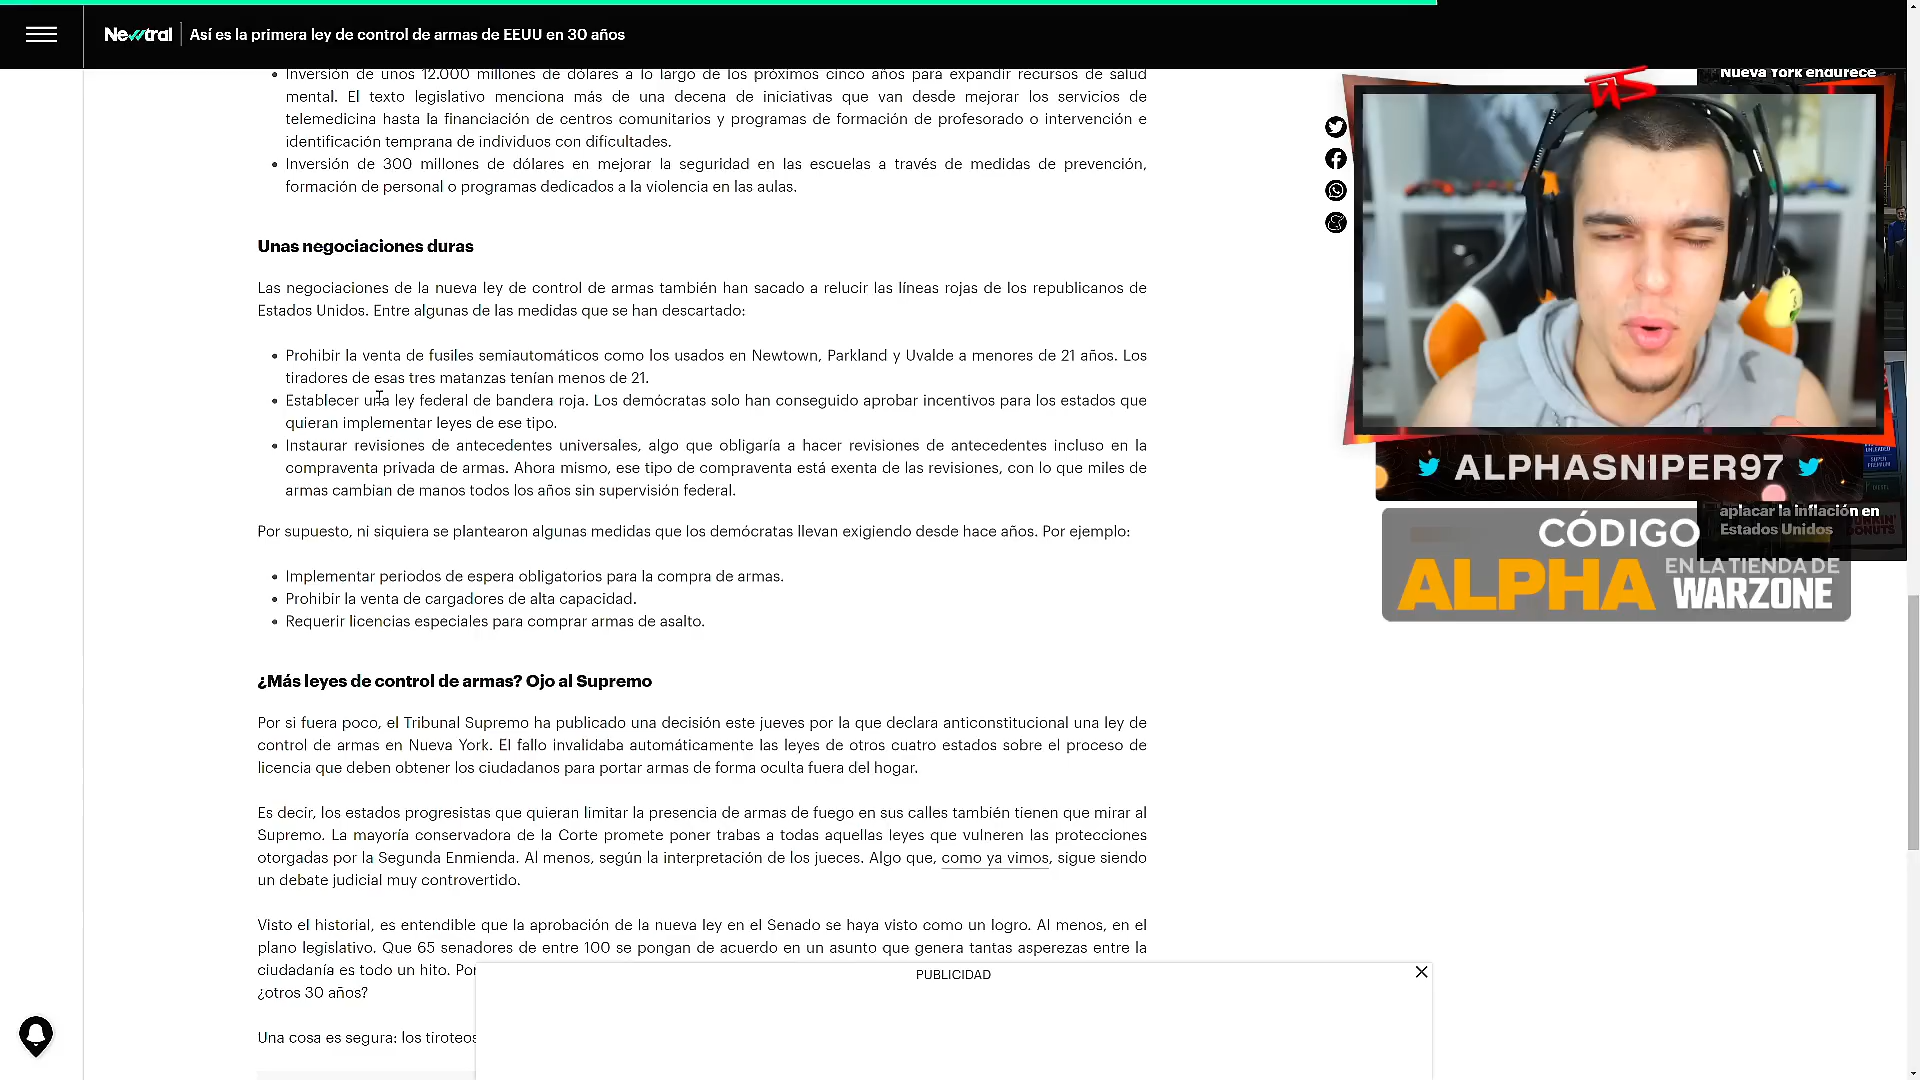 Newtral
Así es la primera ley de control de armas de EEUU en 30 años
Inversión de unos 12.000 millones de dólares a lo largo de los próximos cinco años para expandir recursos de salud
mental. El texto legislativo menciona más de una decena de iniciativas que van desde mejorar los servicios de
telemedicina hasta la financiación de centros comunitarios y programas de formación de profesorado o intervención e
identificación temprana de individuos con dificultades.
Inversión de 300 millones de dólares en mejorar la seguridad en las escuelas a través de medidas de prevención,
formación de personal o programas dedicados a la violencia en las aulas.
Unas negociaciones duras
Las negociaciones de la nueva ley de control de armas también han sacado a relucir las líneas rojas de los republicanos de
Estados Unidos. Entre algunas de las medidas que se han descartado:
Prohibir la venta de fusiles semiautomáticos como los usados en Newtown, Parkland y Uvalde a menores de 21 años. Los
tiradores de esas tres matanzas tenían menos de 21.
Establecer una ley federal de bandera roja. Los demócratas solo han conseguido aprobar incentivos para los estados que
quieran implementar leyes de ese tipo.
Instaurar revisiones de antecedentes universales, algo que obligaría a hacer revisiones de antecedentes incluso en la
compraventa privada de armas. Ahora mismo, ese tipo de compraventa está exenta de las revisiones, con lo que miles de
armas cambian de manos todos los años sin supervisión federal.
Por supuesto, ni siquiera se plantearon algunas medidas que los demócratas llevan exigiendo desde hace años. Por ejemplo:
Implementar periodos de espera obligatorios para la compra de armas.
Prohibir la venta de cargadores de alta capacidad.
Requerir licencias especiales para comprar armas de asalto.
¿Más leyes de control de armas? Ojo al Supremo
Por si fuera poco, el Tribunal Supremo ha publicado una decisión este jueves por la que declara anticonstitucional una ley de
control de armas en Nueva York. El fallo invalidaba automáticamente las leyes de otros cuatro estados sobre el proceso de
licencia que deben obtener los ciudadanos para portar armas de forma oculta fuera del hogar.
Es decir, los estados progresistas que quieran limitar la presencia de armas de fuego en sus calles también tienen que mirar al
Supremo. La mayoría conservadora de la Corte promete poner trabas a todas aquellas leyes que vulneren las protecciones
otorgadas por la Segunda Enmienda. Al menos, según la interpretación de los jueces. Algo que, como ya vimos, sigue siendo
un debate judicial muy controvertido.
Visto el historial, es entendible que la aprobación de la nueva ley en el Senado se haya visto como un logro. Al menos, en el
plano legislativo. Que 65 senadores de entre 100 se pongan de acuerdo en un asunto que genera tantas asperezas entre la
ciudadanía es todo un hito. Por
¿otros 30 años?
Una cosa es segura: los tiroteos
PUBLICIDAD
Nueva York endurece
ALPHASNIPER97
aplacar la inflación en
Estados Unidos
CÓDIGO
ALPHA
EN LA TIENDA DE
WARZONE